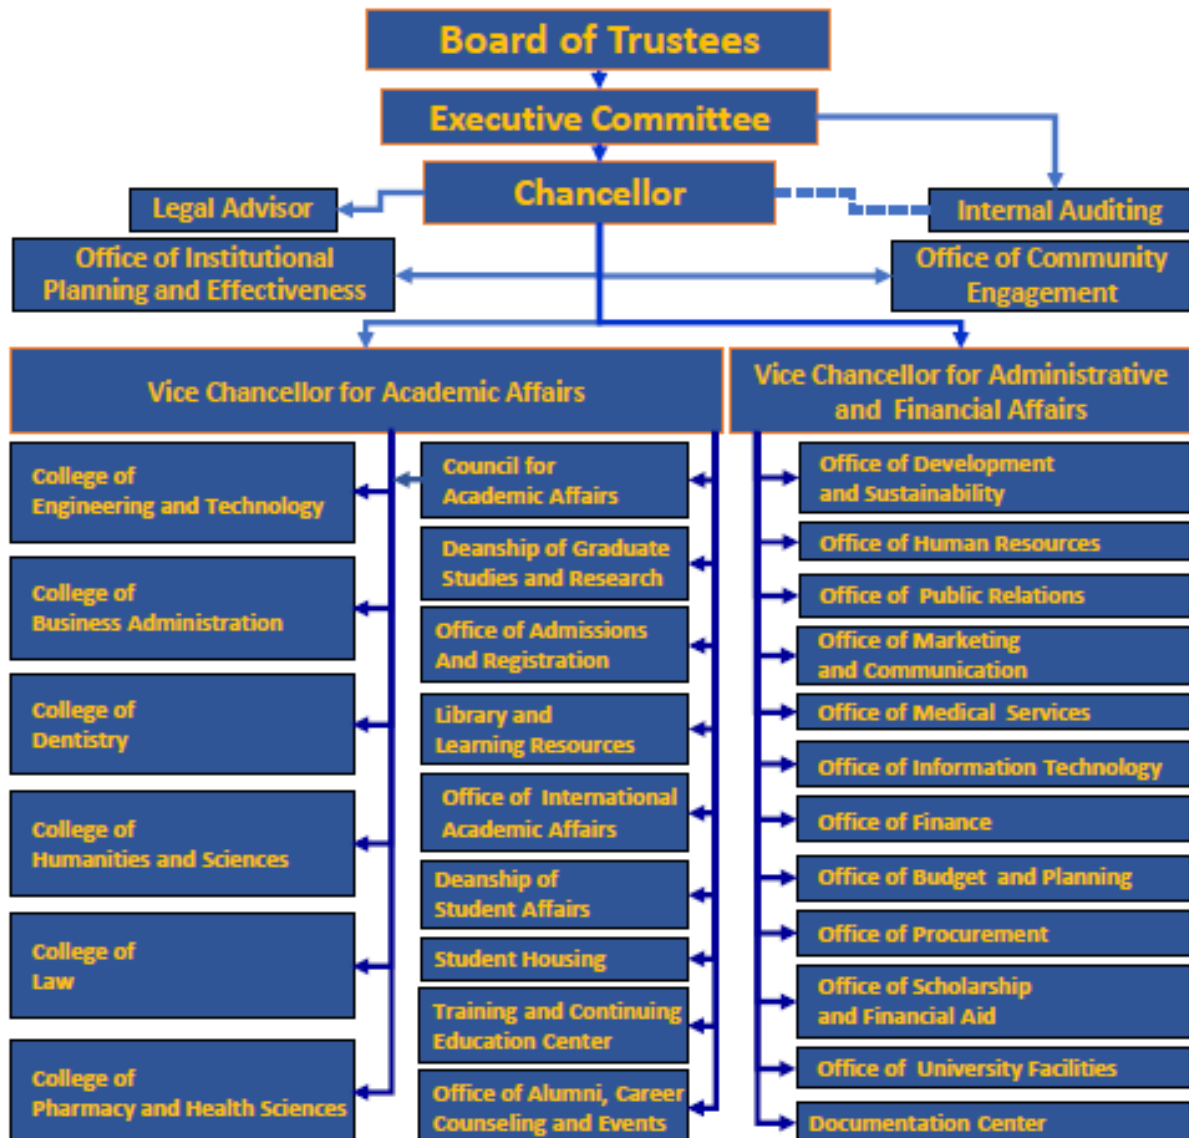 Board of Trustees
Executive Committee
Chancellor
Legal Advisor
Internal Auditing
Office of Institutional
Planning and Effectiveness
Office of Community
Engagement
Vice Chancellor for Academic Affairs
Vice Chancellor for Administrative
and Financial Affairs
College of
Engineering and Technology
College of
Business Administration
College of
Dentistry
College of
Humanities and Sciences
College of
Law
College of
Pharmacy and Health Sciences
Council for
Academic Affairs
Deanship of Graduate
Studies and Research
Office of Admissions
And Registration
Library and
Learning Resources
Office of International
Academic Affairs
Deanship of
Student Affairs
Student Housing
Training and Continuing
Education Center
Office of Alumni, Career
Counseling and Events
Office of Development
and Sustainability
Office of Human Resources
Office of Public Relations
Office of Marketing
and Communication
Office of Medical Services
Office of Information Technology
Office of Finance
Office of Budget and Planning
Office of Procurement
Office of Scholarship
and Financial Aid
Office of University Facilities
Documentation Center